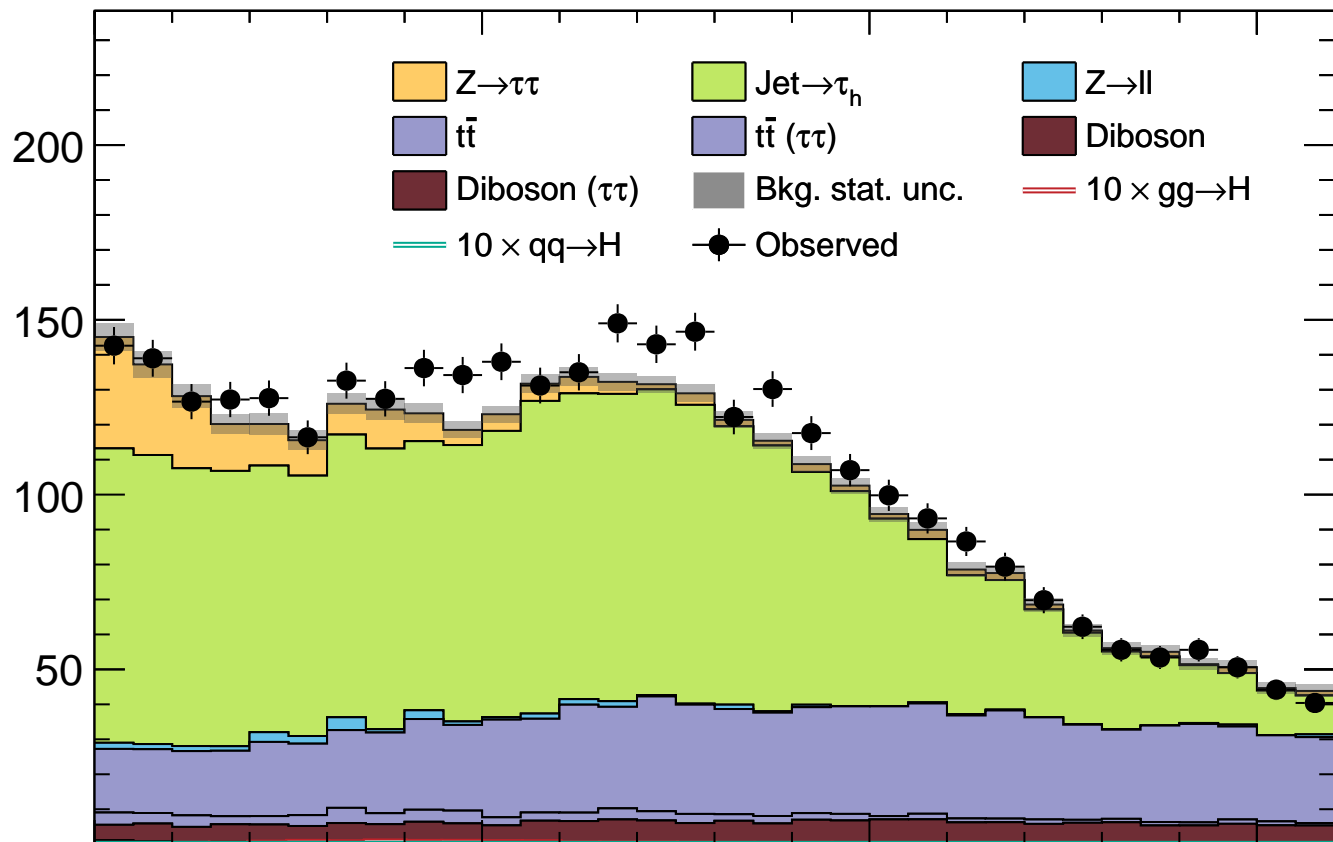 Z→ττ Jet→τₕ Z→ll
tt̄ tt̄ (ττ) Diboson
Diboson (ττ) Bkg. stat. unc. 10 × gg→H
10 × qq→H Observed
200
150
100
50